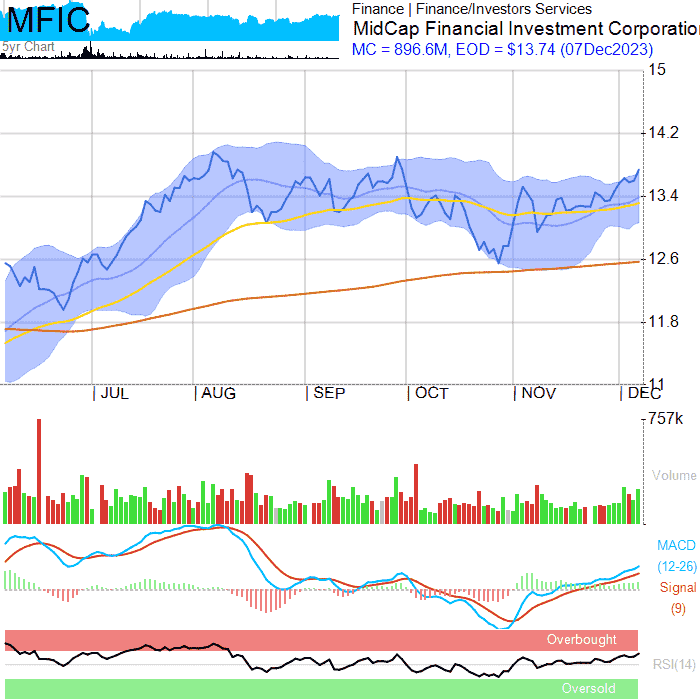 MFIC
5yr Chart
Finance | Finance/Investors Services
MidCap Financial Investment Corporation
MC = 896.6M, EOD = $13.74 (07Dec2023)
15
14.2
13.4
12.6
11.8
11
JUL AUG SEP OCT NOV DEC
757k
Volume
MACD
(12-26)
Signal
(9)
Overbought
RSI(14)
Oversold